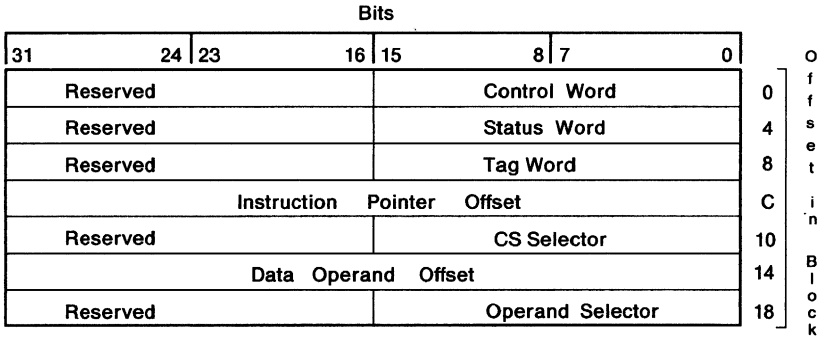 Bits
31 24 23 16 15 8 7 0
Reserved Control Word 0
Reserved Status Word 4
Reserved Tag Word 8
Instruction Pointer Offset C
Reserved CS Selector 10
Data Operand Offset 14
Reserved Operand Selector 18
Offset in Block